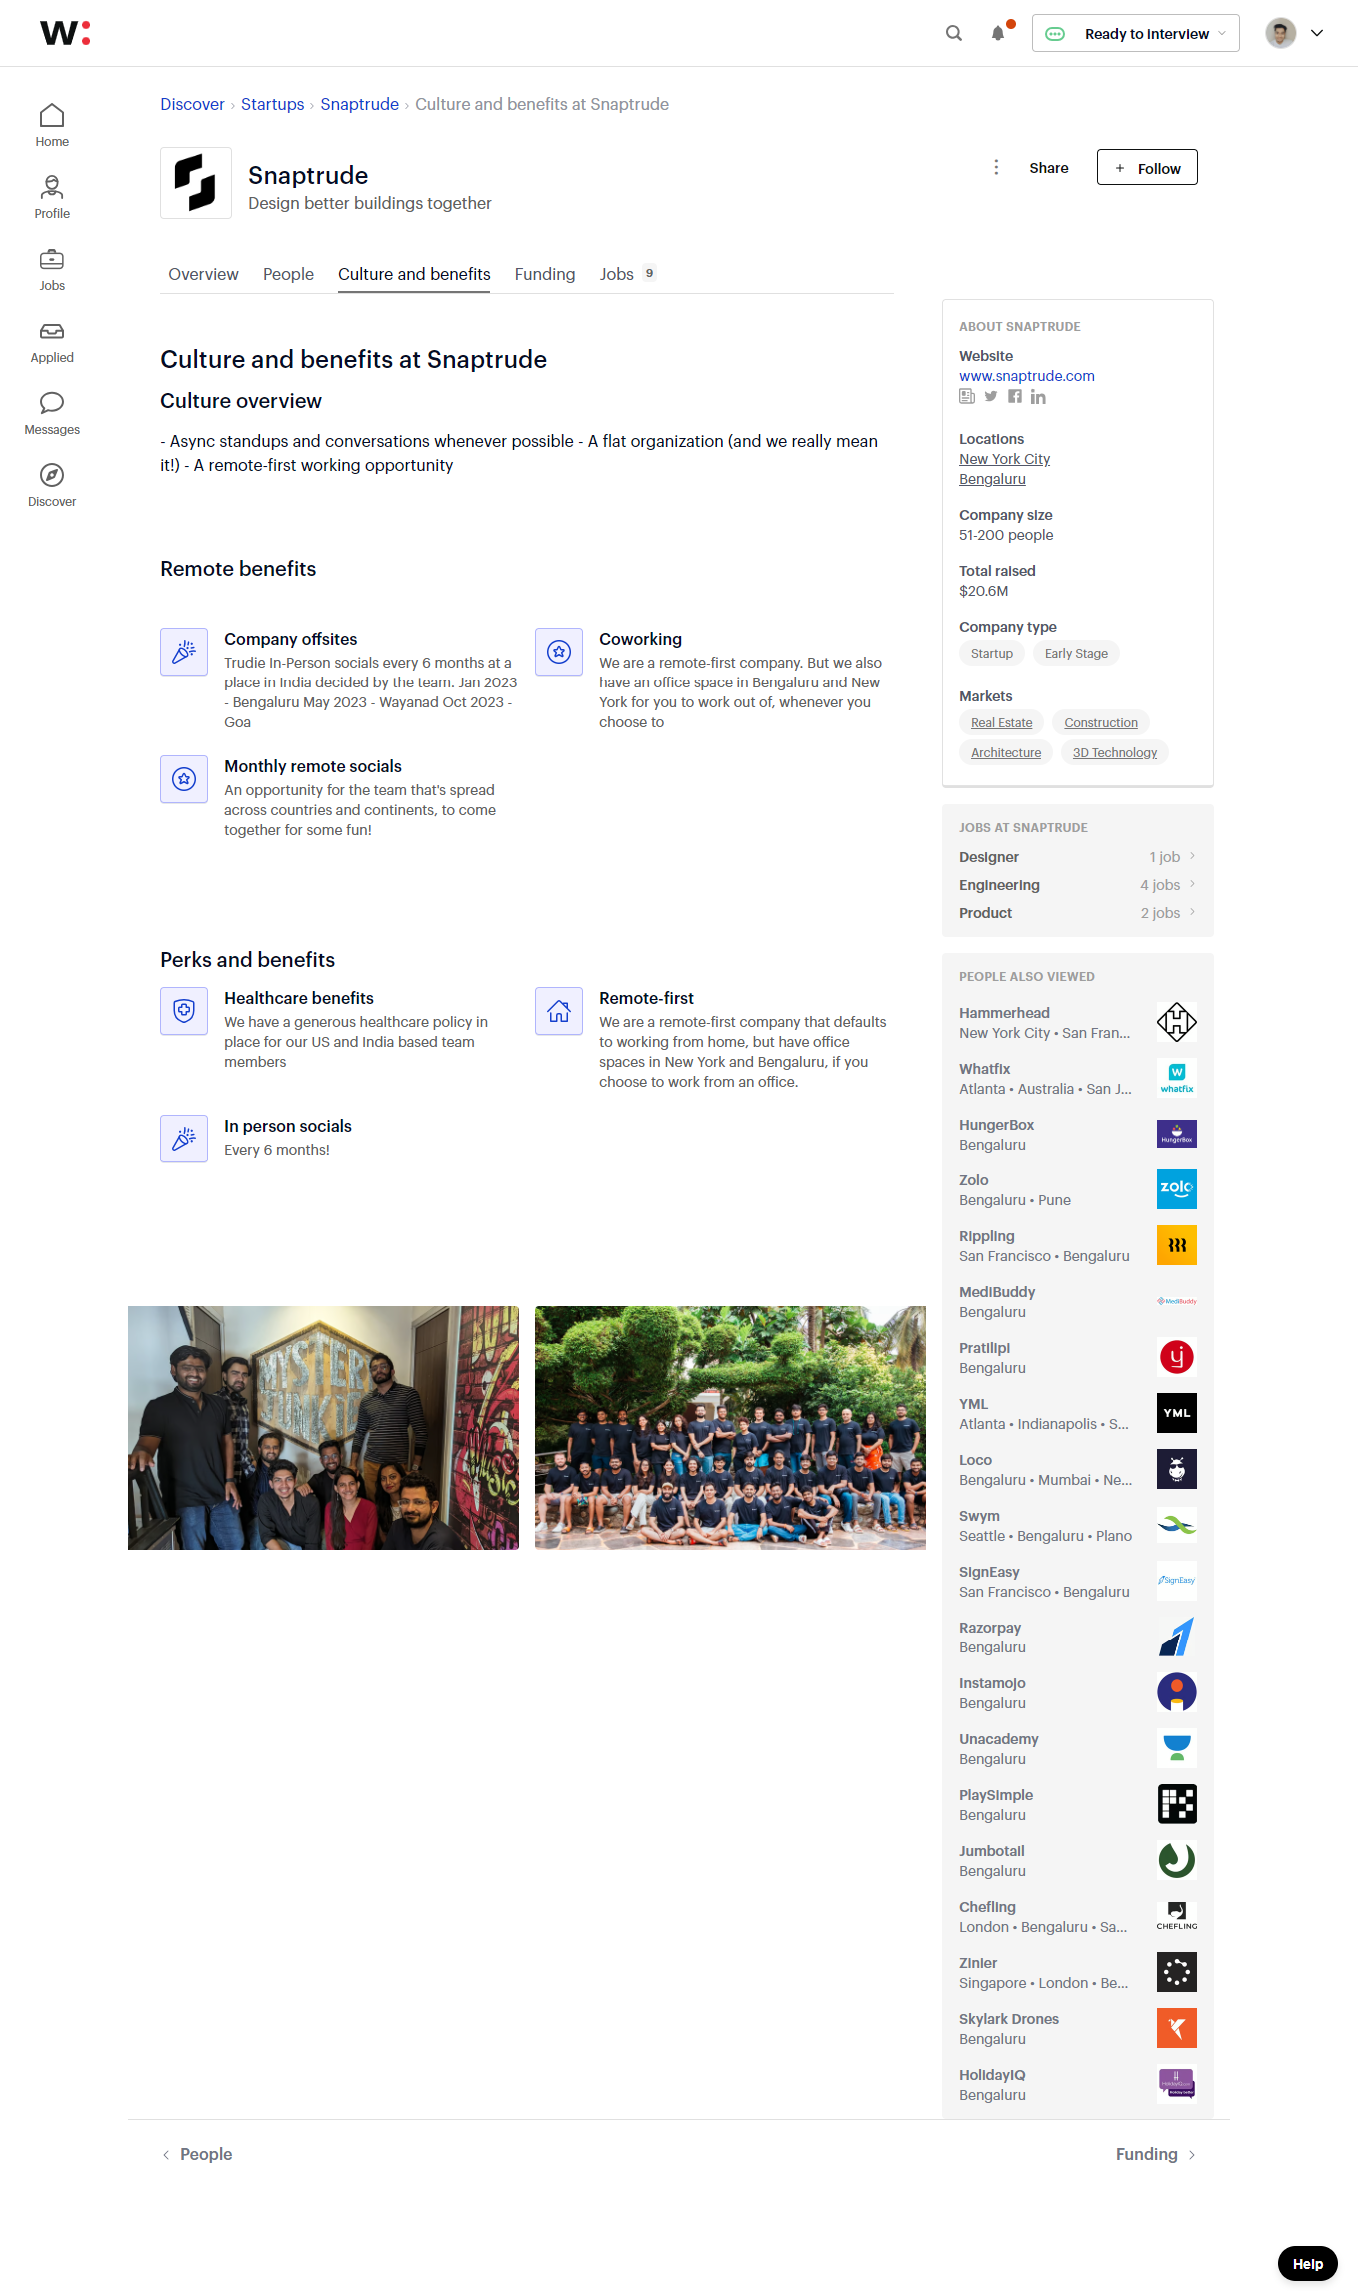 W:
Ready to interview
Home
Profile
Jobs
Applied
Messages
Discover
Discover › Startups › Snaptrude › Culture and benefits at Snaptrude
Snaptrude
Design better buildings together
Share
+ Follow
Overview
People
Culture and benefits
Funding
Jobs 9
Culture and benefits at Snaptrude
Culture overview
- Async standups and conversations whenever possible - A flat organization (and we really mean
it!) - A remote-first working opportunity
Remote benefits
Company offsites
Trudie In-Person socials every 6 months at a
place in India decided by the team. Jan 2023
- Bengaluru May 2023 - Wayanad Oct 2023 -
Goa
Coworking
We are a remote-first company. But we also
have an office space in Bengaluru and New
York for you to work out of, whenever you
choose to
Monthly remote socials
An opportunity for the team that's spread
across countries and continents, to come
together for some fun!
Perks and benefits
Healthcare benefits
We have a generous healthcare policy in
place for our US and India based team
members
Remote-first
We are a remote-first company that defaults
to working from home, but have office
spaces in New York and Bengaluru, if you
choose to work from an office.
In person socials
Every 6 months!
ABOUT SNAPTRUDE
Website
www.snaptrude.com
Locations
New York City
Bengaluru
Company size
51-200 people
Total raised
$20.6M
Company type
Startup
Early Stage
Markets
Real Estate
Construction
Architecture
3D Technology
JOBS AT SNAPTRUDE
Designer 1 job
Engineering 4 jobs
Product 2 jobs
PEOPLE ALSO VIEWED
Hammerhead
New York City • San Fran...
Whatfix
Atlanta • Australia • San J...
W
whatfix
HungerBox
Bengaluru
HungerBox
Zolo
Bengaluru • Pune
zolo
Rippling
San Francisco • Bengaluru
MediBuddy
Bengaluru
MediBuddy
Pratilipi
Bengaluru
YML
Atlanta • Indianapolis • S...
YML
Loco
Bengaluru • Mumbai • Ne...
Swym
Seattle • Bengaluru • Plano
SignEasy
San Francisco • Bengaluru
SignEasy
Razorpay
Bengaluru
Instamojo
Bengaluru
Unacademy
Bengaluru
PlaySimple
Bengaluru
Jumbotail
Bengaluru
Chefling
London • Bengaluru • Sa...
CHEFLING
Zinier
Singapore • London • Be...
Skylark Drones
Bengaluru
HolidayIQ
Bengaluru
People
Funding
Help